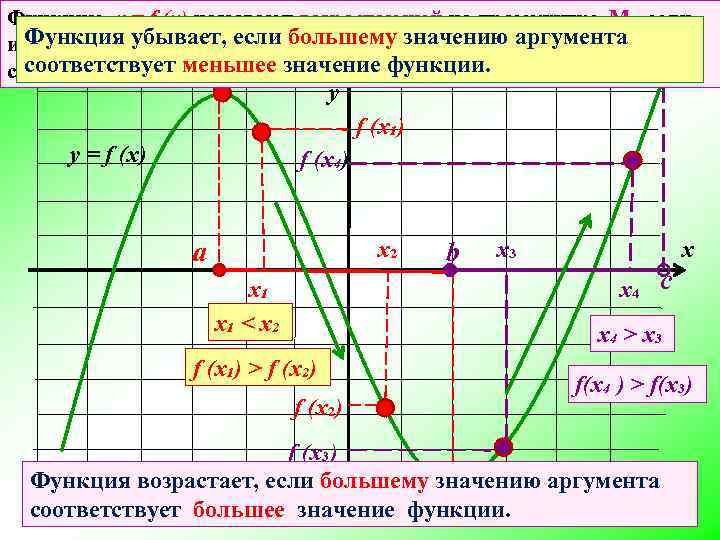 Функция убывает, если большему значению аргумента
соответствует меньшее значение функции.
y
f (x₁)
y = f (x)
f (x₄)
a
x₂
b
x₃
x
x₁
x₄
c
x₁ < x₂
x₄ > x₃
f (x₁) > f (x₂)
f(x₄ ) > f(x₃)
f (x₂)
f (x₃)
Функция возрастает, если большему значению аргумента
соответствует большее значение функции.